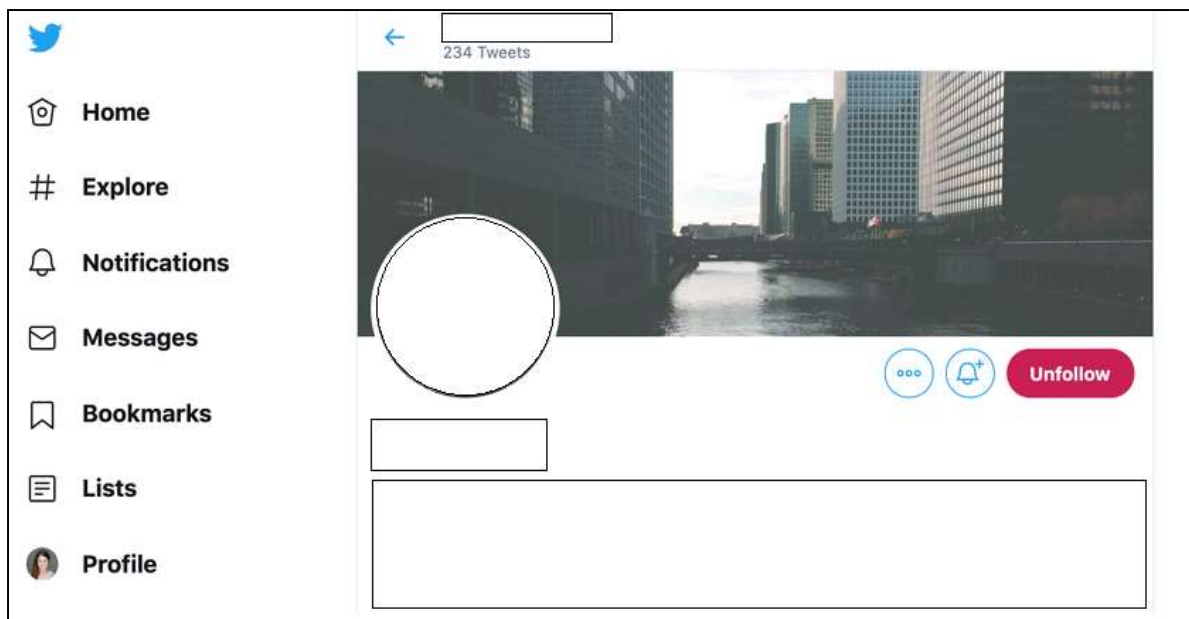 234 Tweets
Home
Explore
Notifications
Messages
Unfollow
Bookmarks
Lists
Profile